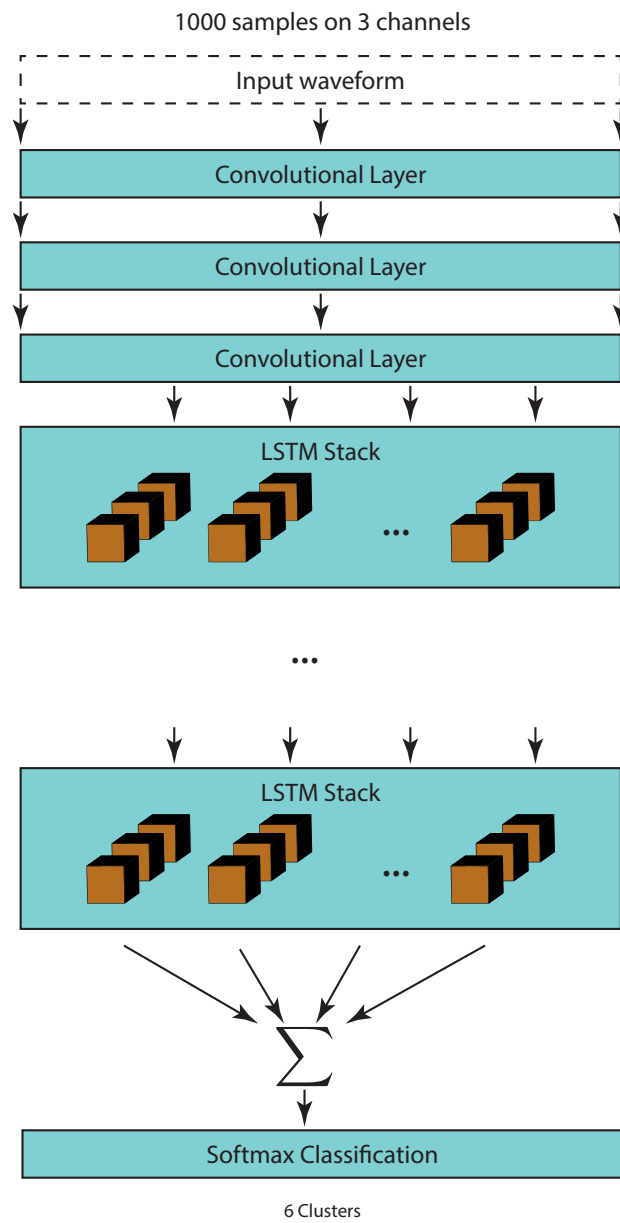 1000 samples on 3 channels
Input waveform
Convolutional Layer
Convolutional Layer
Convolutional Layer
LSTM Stack
...
...
LSTM Stack
...
Σ
Softmax Classification
6 Clusters